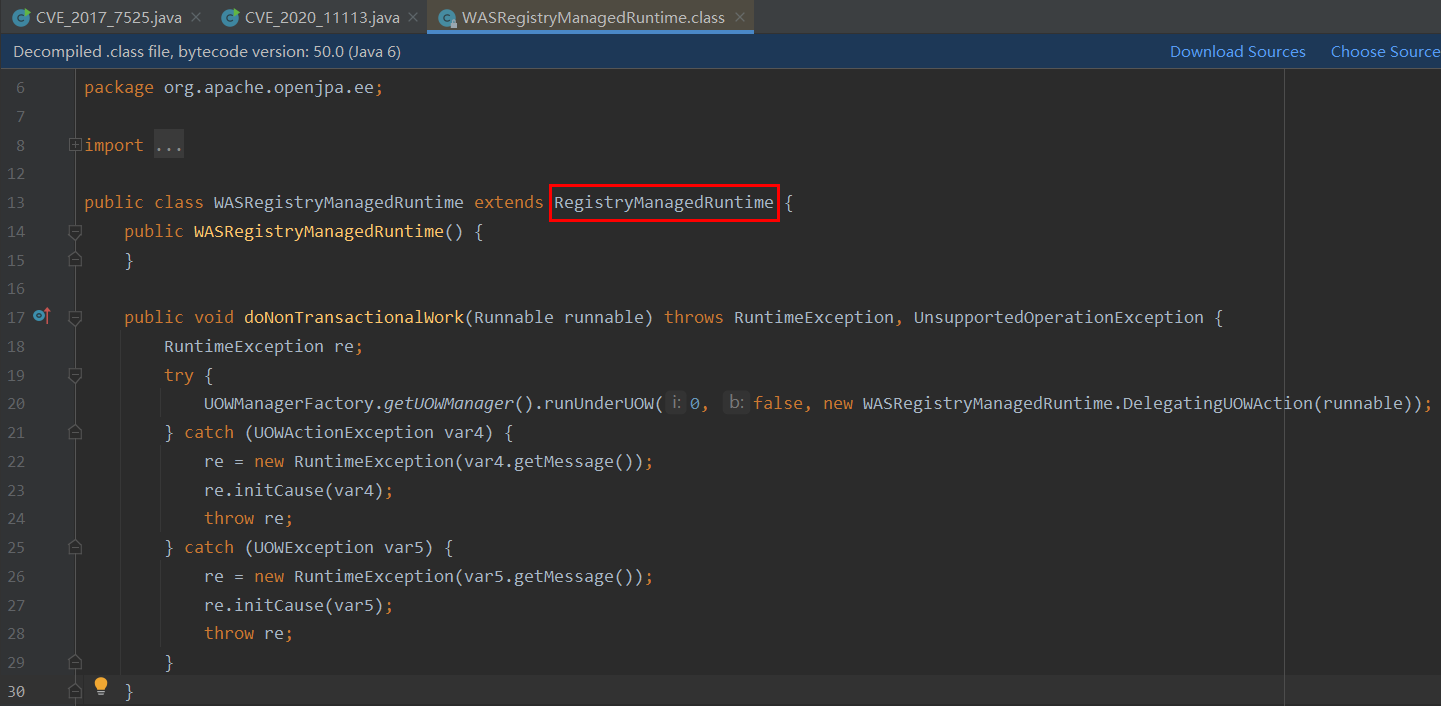 CVE_2017_7525.java CVE_2020_11113.java WASRegistryManagedRuntime.class
Decompiled .class file, bytecode version: 50.0 (Java 6) Download Sources Choose Source
6 package org.apache.openjpa.ee;
7
8 import ...
12
13 public class WASRegistryManagedRuntime extends RegistryManagedRuntime {
14 public WASRegistryManagedRuntime() {
15 }
16
17 public void doNonTransactionalWork(Runnable runnable) throws RuntimeException, UnsupportedOperationException {
18 RuntimeException re;
19 try {
20 UOWManagerFactory.getUOWManager().runUnderUOW( i: 0, b: false, new WASRegistryManagedRuntime.DelegatingUOWAction(runnable));
21 } catch (UOWActionException var4) {
22 re = new RuntimeException(var4.getMessage());
23 re.initCause(var4);
24 throw re;
25 } catch (UOWException var5) {
26 re = new RuntimeException(var5.getMessage());
27 re.initCause(var5);
28 throw re;
29 }
30 }